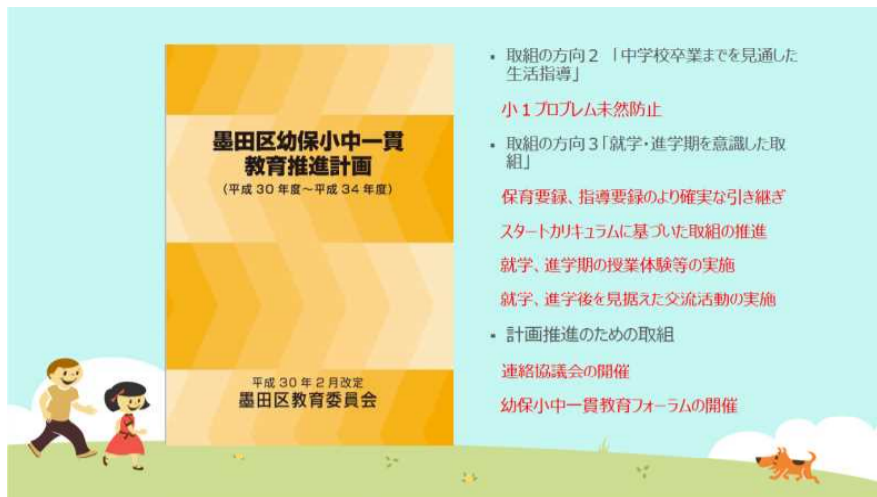 墨田区幼保小中一貫
教育推進計画
（平成 30 年度～平成 34 年度）
平成 30 年 2 月改定
墨田区教育委員会
• 取組の方向２ 「中学校卒業までを見通した
生活指導」
小１プロブレム未然防止
• 取組の方向３「就学・進学期を意識した取
組」
保育要録、指導要録のより確実な引き継ぎ
スタートカリキュラムに基づいた取組の推進
就学、進学期の授業体験等の実施
就学、進学後を見据えた交流活動の実施
• 計画推進のための取組
連絡協議会の開催
幼保小中一貫教育フォーラムの開催